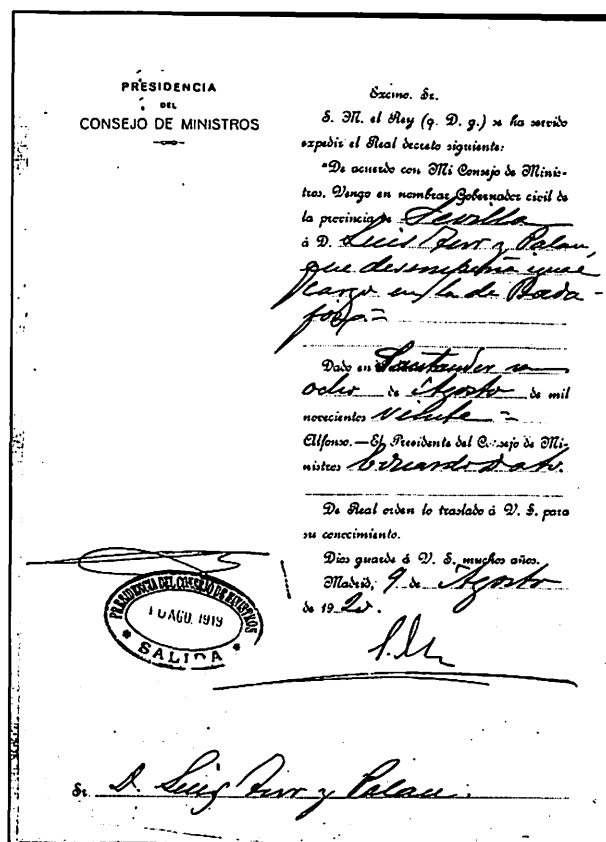 PRESIDENCIA
DEL
CONSEJO DE MINISTROS
Excmo. Sr.
S. M. el Rey (q. D. g.) se ha servido
expedir el Real decreto siguiente:
"De acuerdo con Mi Consejo de Minis-
tros, Vengo en nombrar Gobernador civil de
la provincia de Sevilla
á D. Luis y Palau,
que desempeña igual
cargo en la de Bada-
joz.=
Dado en Santander a
ocho de Agosto de mil
novecientos veinte=
Alfonso.—El Presidente del Consejo de Mi-
nistros Eduardo Dato.
De Real orden lo traslado á V. S. para
su conocimiento.
Dios guarde á V. S. muchos años.
Madrid, 9 de Agosto
de 1920.
PRESIDENCIA DEL CONSEJO DE MINISTROS
10 AGO. 1919
SALIDA
Sr. D. Luis y Palau.